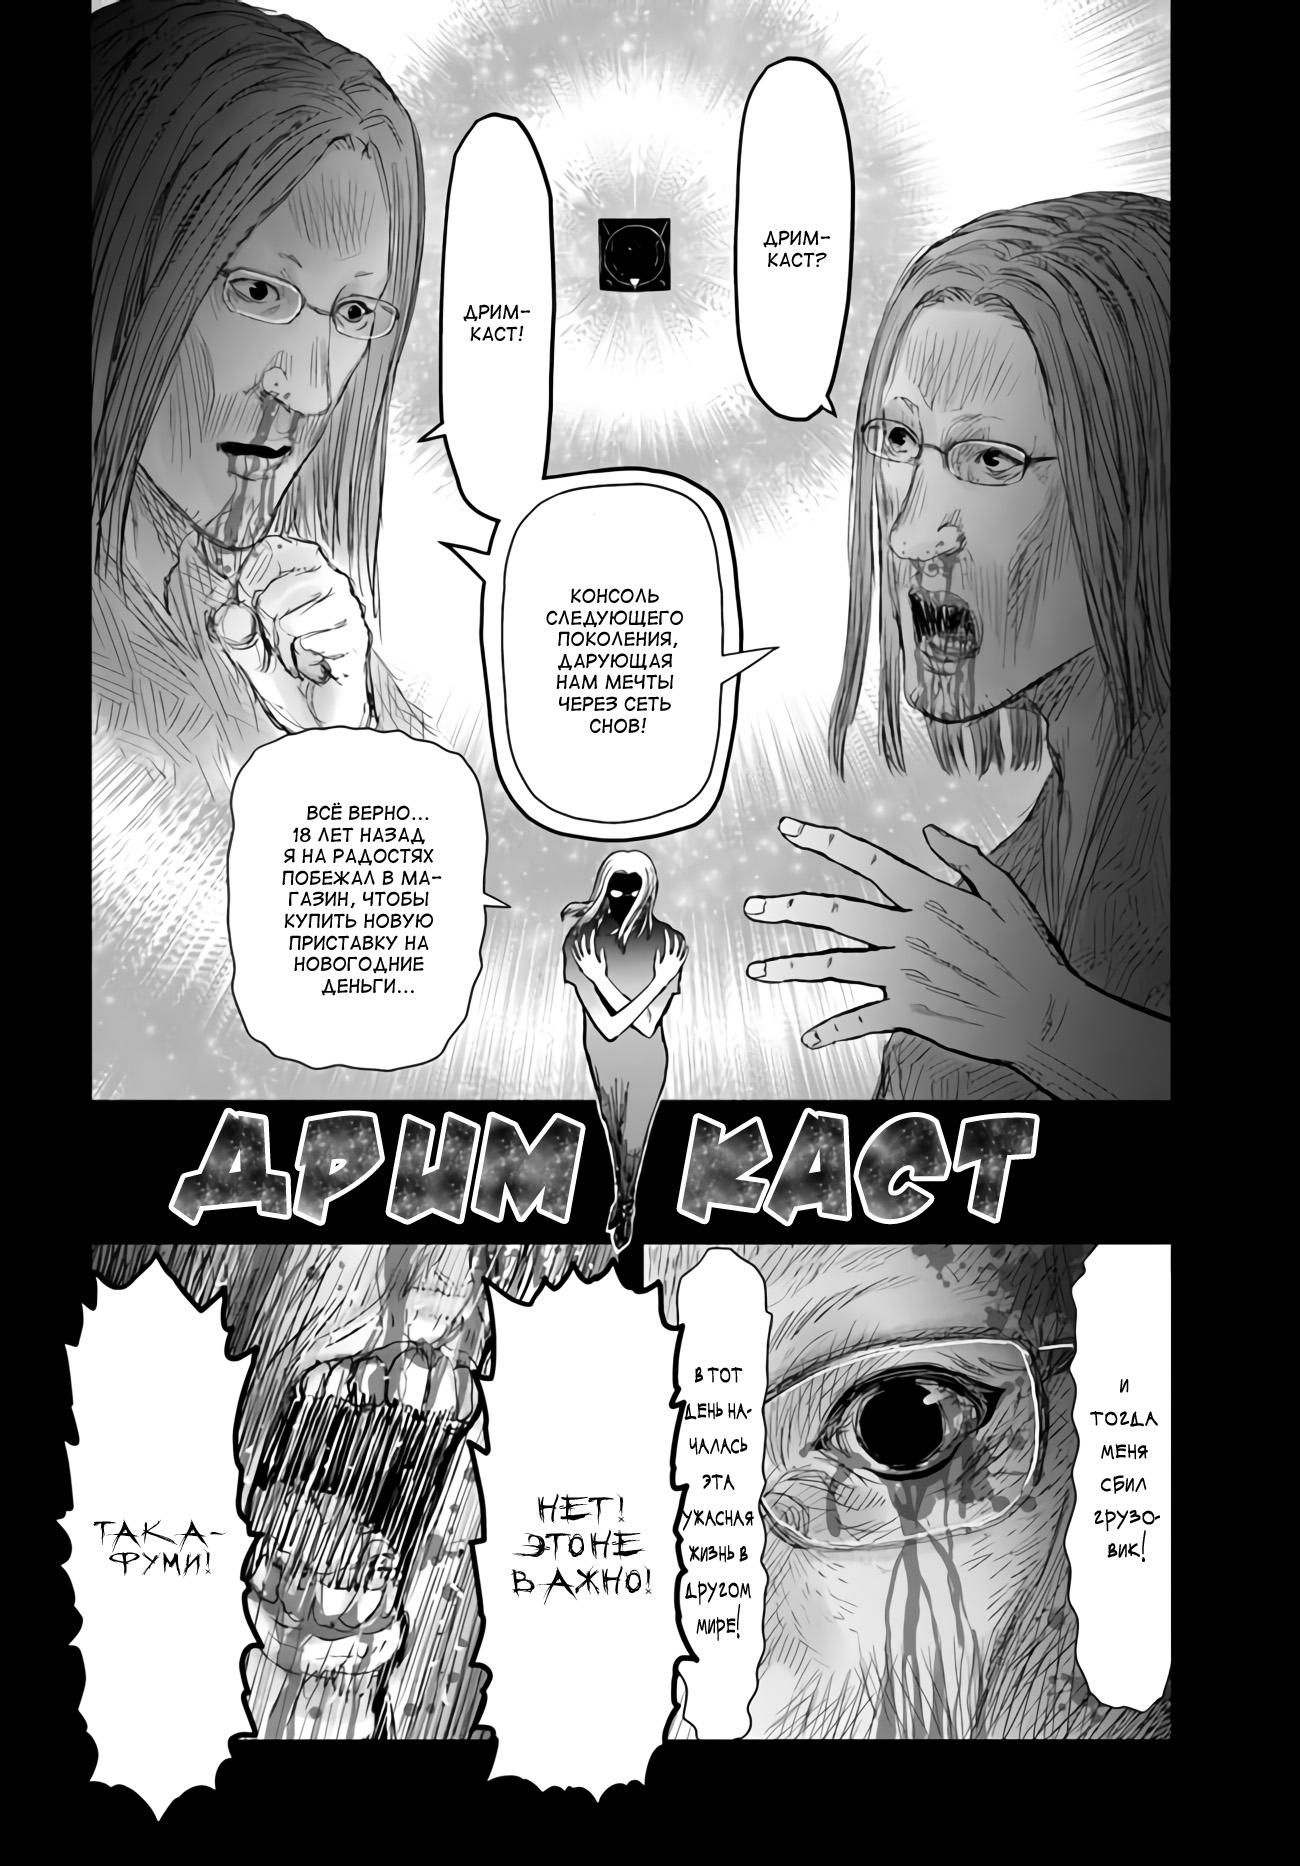 ДРИМ-
КАСТ?
ДРИМ-
КАСТ!
КОНСОЛЬ
СЛЕДУЮЩЕГО
ПОКОЛЕНИЯ,
ДАРУЮЩАЯ
НАМ МЕЧТЫ
ЧЕРЕЗ СЕТЬ
СНОВ!
ВСЁ ВЕРНО...
18 ЛЕТ НАЗАД
Я НА РАДОСТЯХ
ПОБЕЖАЛ В МА-
ГАЗИН, ЧТОБЫ
КУПИТЬ НОВУЮ
ПРИСТАВКУ НА
НОВОГОДНИЕ
ДЕНЬГИ...
ДРИМ КАСТ
И
ТОГДА
МЕНЯ
СБИЛ
ГРУЗО-
ВИК!
В ТОТ
ДЕНЬ НА-
ЧАЛАСЬ
ЭТА
УЖАСНАЯ
ЖИЗНЬ В
ДРУГОМ
МИРЕ!
НЕТ!
ЭТО НЕ
ВАЖНО!
ТАКА-
ФУМИ!